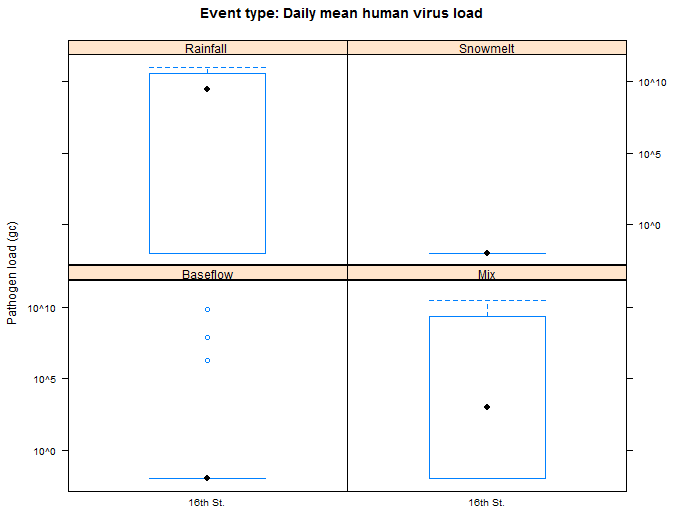 Event type: Daily mean human virus load
Rainfall
Snowmelt
10^10
10^5
10^0
Pathogen load (gc)
Baseflow
Mix
10^10
10^5
10^0
16th St.
16th St.